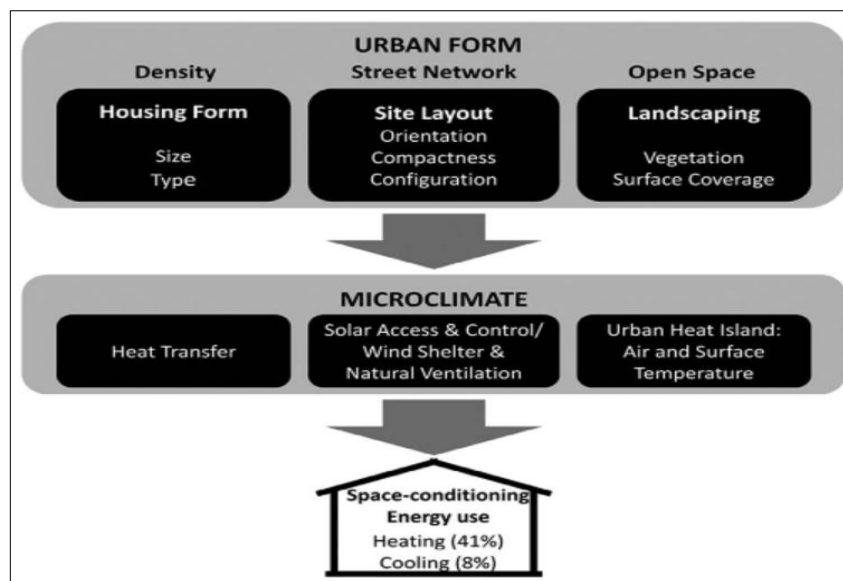 URBAN FORM
Density
Street Network
Open Space
Housing Form
Size
Type
Site Layout
Orientation
Compactness
Configuration
Landscaping
Vegetation
Surface Coverage
MICROCLIMATE
Heat Transfer
Solar Access & Control/
Wind Shelter &
Natural Ventilation
Urban Heat Island:
Air and Surface
Temperature
Space-conditioning
Energy use
Heating (41%)
Cooling (8%)